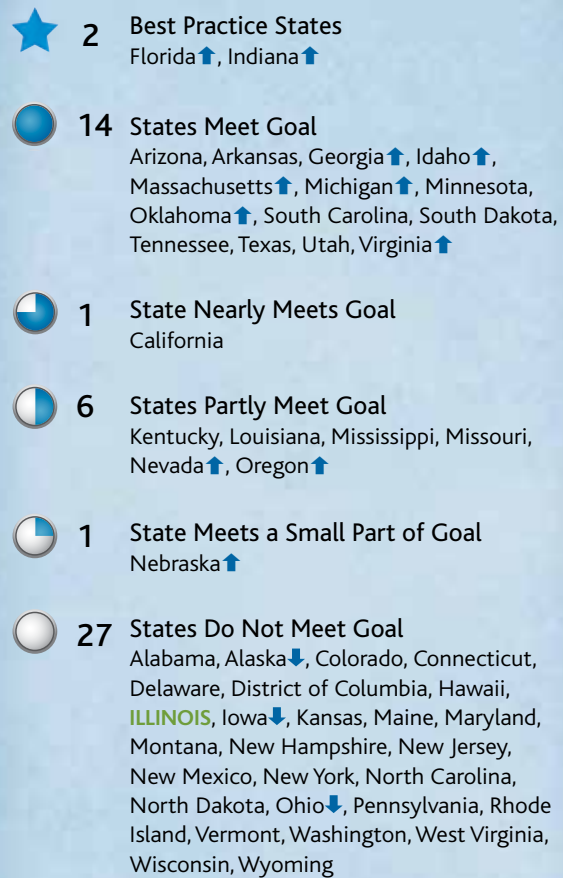 2 Best Practice States
Florida⬆, Indiana⬆
14 States Meet Goal
Arizona, Arkansas, Georgia⬆, Idaho⬆,
Massachusetts⬆, Michigan⬆, Minnesota,
Oklahoma⬆, South Carolina, South Dakota,
Tennessee, Texas, Utah, Virginia⬆
1 State Nearly Meets Goal
California
6 States Partly Meet Goal
Kentucky, Louisiana, Mississippi, Missouri,
Nevada⬆, Oregon⬆
1 State Meets a Small Part of Goal
Nebraska⬆
27 States Do Not Meet Goal
Alabama, Alaska⬇, Colorado, Connecticut,
Delaware, District of Columbia, Hawaii,
ILLINOIS, Iowa⬇, Kansas, Maine, Maryland,
Montana, New Hampshire, New Jersey,
New Mexico, New York, North Carolina,
North Dakota, Ohio⬇, Pennsylvania, Rhode
Island, Vermont, Washington, West Virginia,
Wisconsin, Wyoming